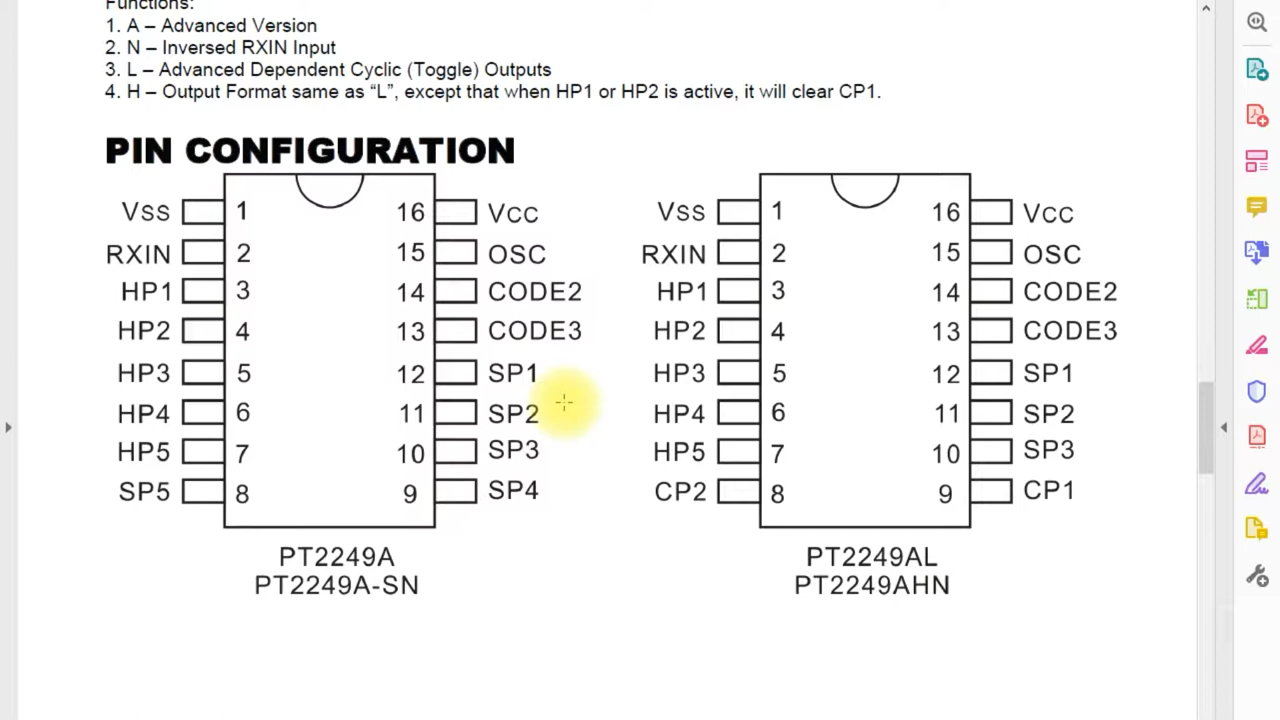 Functions:
1. A – Advanced Version
2. N – Inversed RXIN Input
3. L – Advanced Dependent Cyclic (Toggle) Outputs
4. H – Output Format same as “L”, except that when HP1 or HP2 is active, it will clear CP1.
PIN CONFIGURATION
Vss 1 16 Vcc
RXIN 2 15 OSC
HP1 3 14 CODE2
HP2 4 13 CODE3
HP3 5 12 SP1
HP4 6 11 SP2
HP5 7 10 SP3
SP5 8 9 SP4
PT2249A
PT2249A-SN
Vss 1 16 Vcc
RXIN 2 15 OSC
HP1 3 14 CODE2
HP2 4 13 CODE3
HP3 5 12 SP1
HP4 6 11 SP2
HP5 7 10 SP3
CP2 8 9 CP1
PT2249AL
PT2249AHN